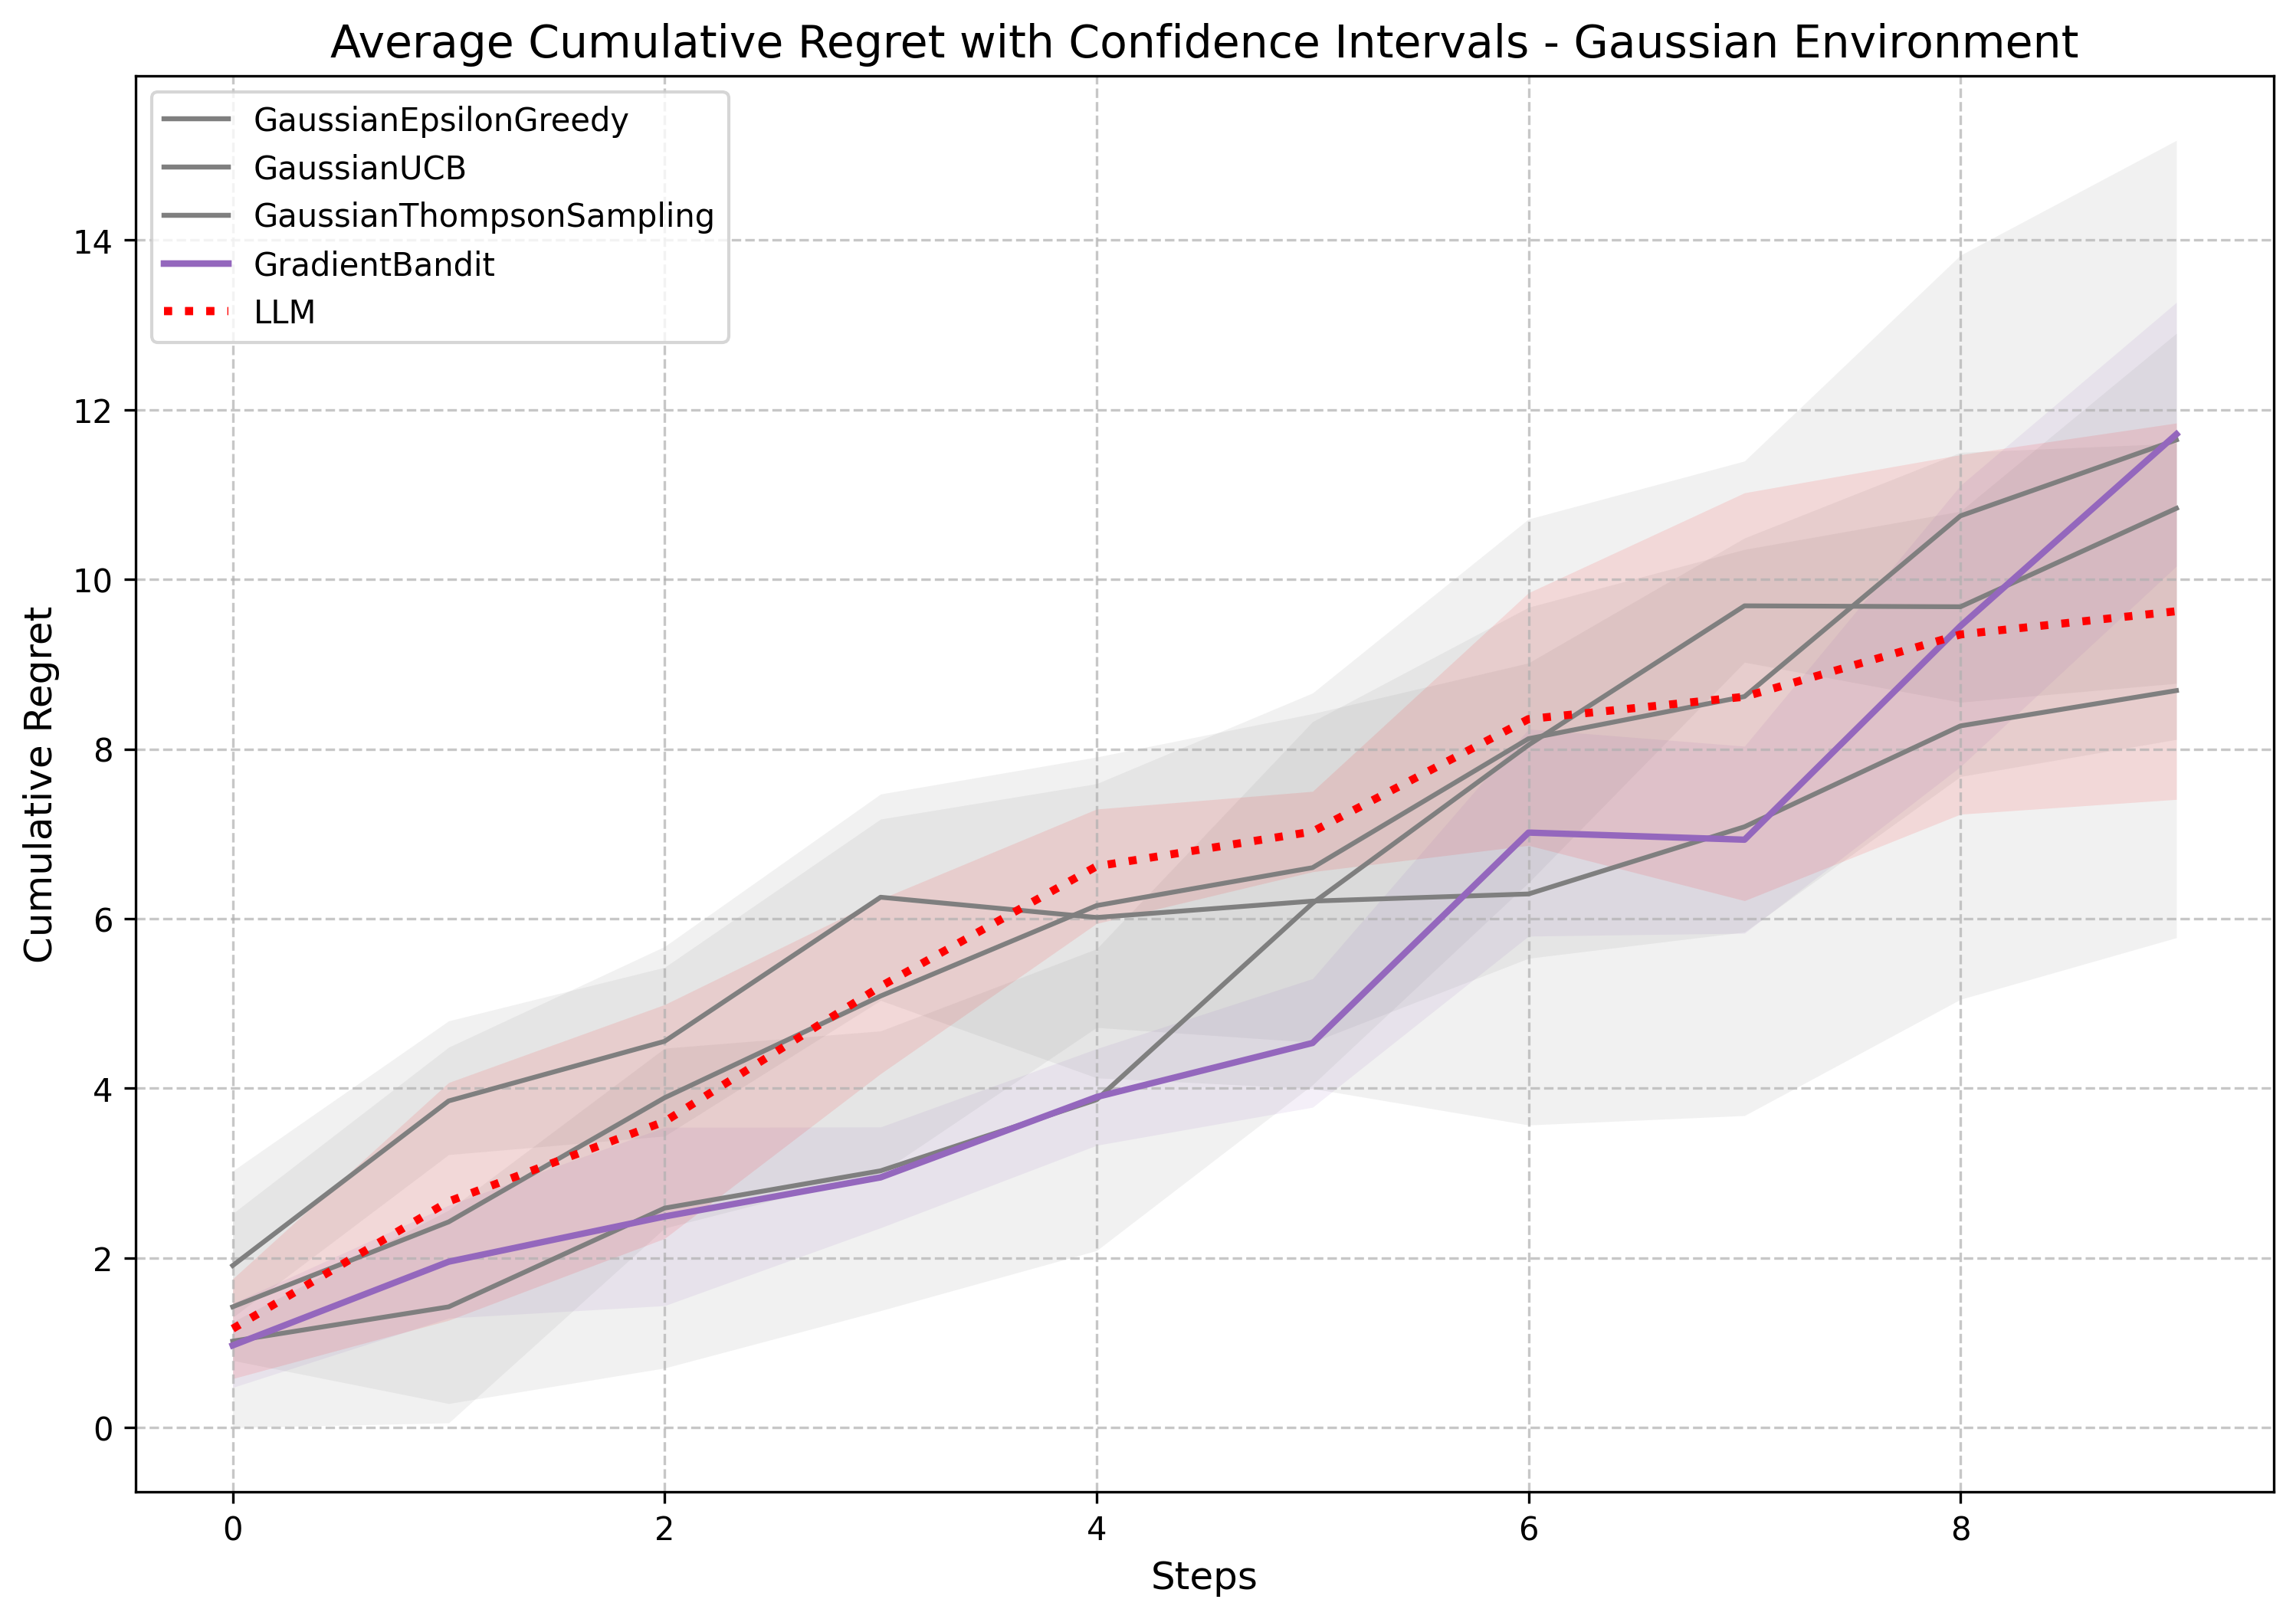 Average Cumulative Regret with Confidence Intervals - Gaussian Environment
GaussianEpsilonGreedy
GaussianUCB
GaussianThompsonSampling
GradientBandit
LLM
14
12
10
8
6
4
2
0
Cumulative Regret
0 2 4 6 8
Steps